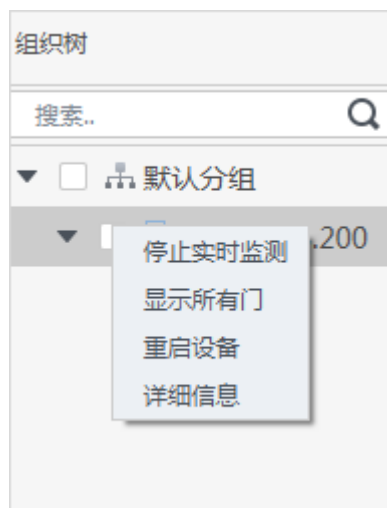 组织树
搜索..
默认分组
.200
停止实时监测
显示所有门
重启设备
详细信息